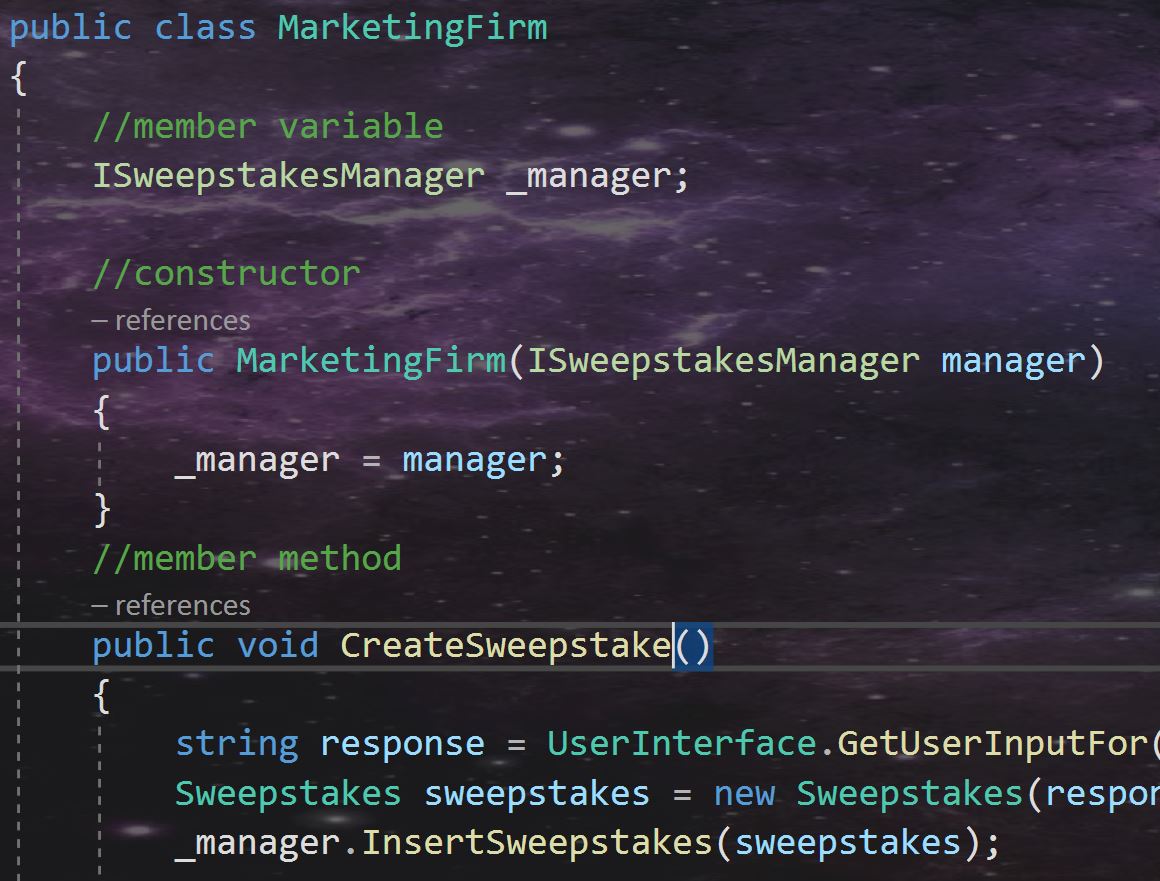 public class MarketingFirm
{
//member variable
ISweepstakesManager _manager;
//constructor
– references
public MarketingFirm(ISweepstakesManager manager)
{
_manager = manager;
}
//member method
– references
public void CreateSweepstake()
{
string response = UserInterface.GetUserInputFor(
Sweepstakes sweepstakes = new Sweepstakes(respon
_manager.InsertSweepstakes(sweepstakes);